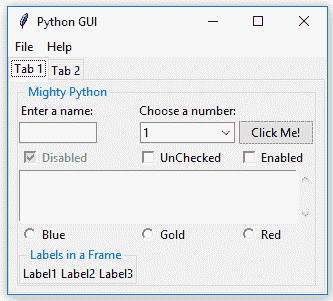 Python GUI
File Help
Tab 1 Tab 2
Mighty Python
Enter a name: Choose a number:
1 Click Me!
Disabled UnChecked Enabled
Blue Gold Red
Labels in a Frame
Label1 Label2 Label3